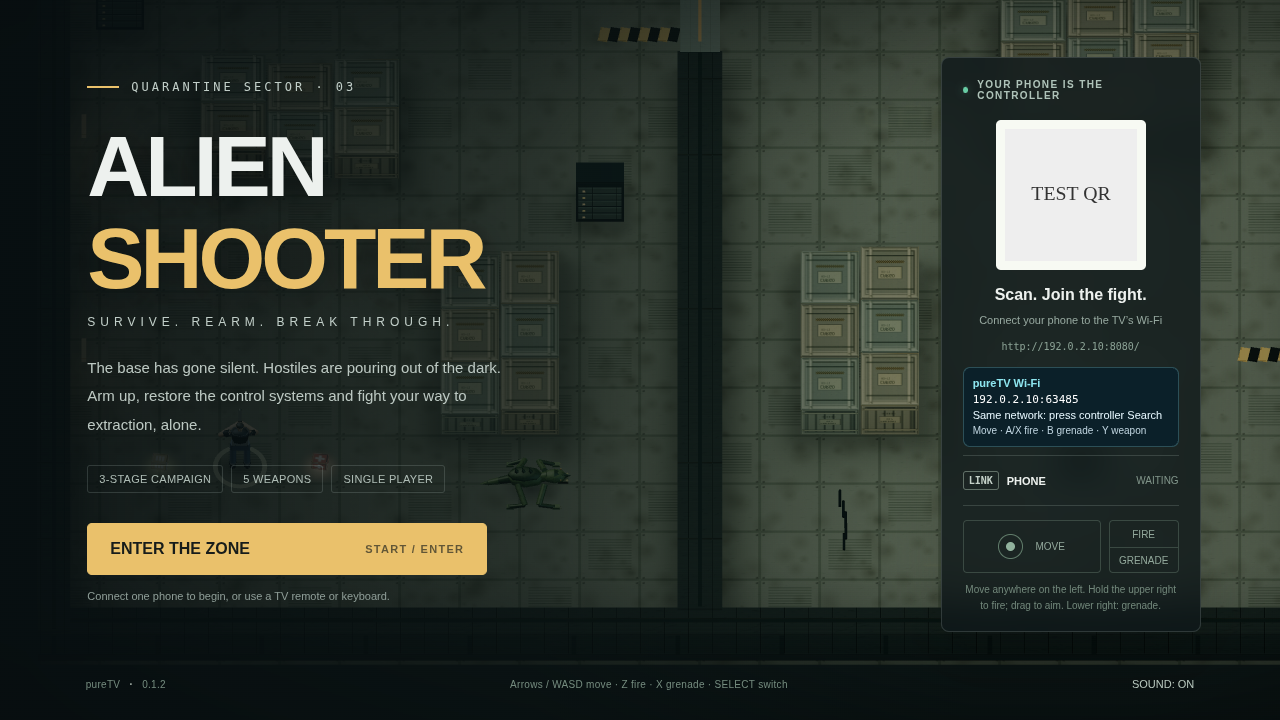 QUARANTINE SECTOR · 03
ALIEN
SHOOTER
SURVIVE. REARM. BREAK THROUGH.
The base has gone silent. Hostiles are pouring out of the dark.
Arm up, restore the control systems and fight your way to
extraction, alone.
3-STAGE CAMPAIGN
5 WEAPONS
SINGLE PLAYER
ENTER THE ZONE
START / ENTER
Connect one phone to begin, or use a TV remote or keyboard.
YOUR PHONE IS THE
CONTROLLER
TEST QR
Scan. Join the fight.
Connect your phone to the TV's Wi-Fi
http://192.0.2.10:8080/
pureTV Wi-Fi
192.0.2.10:63485
Same network: press controller Search
Move · A/X fire · B grenade · Y weapon
LINK PHONE WAITING
MOVE
FIRE
GRENADE
Move anywhere on the left. Hold the upper right
to fire; drag to aim. Lower right: grenade.
pureTV · 0.1.2
Arrows / WASD move · Z fire · X grenade · SELECT switch
SOUND: ON